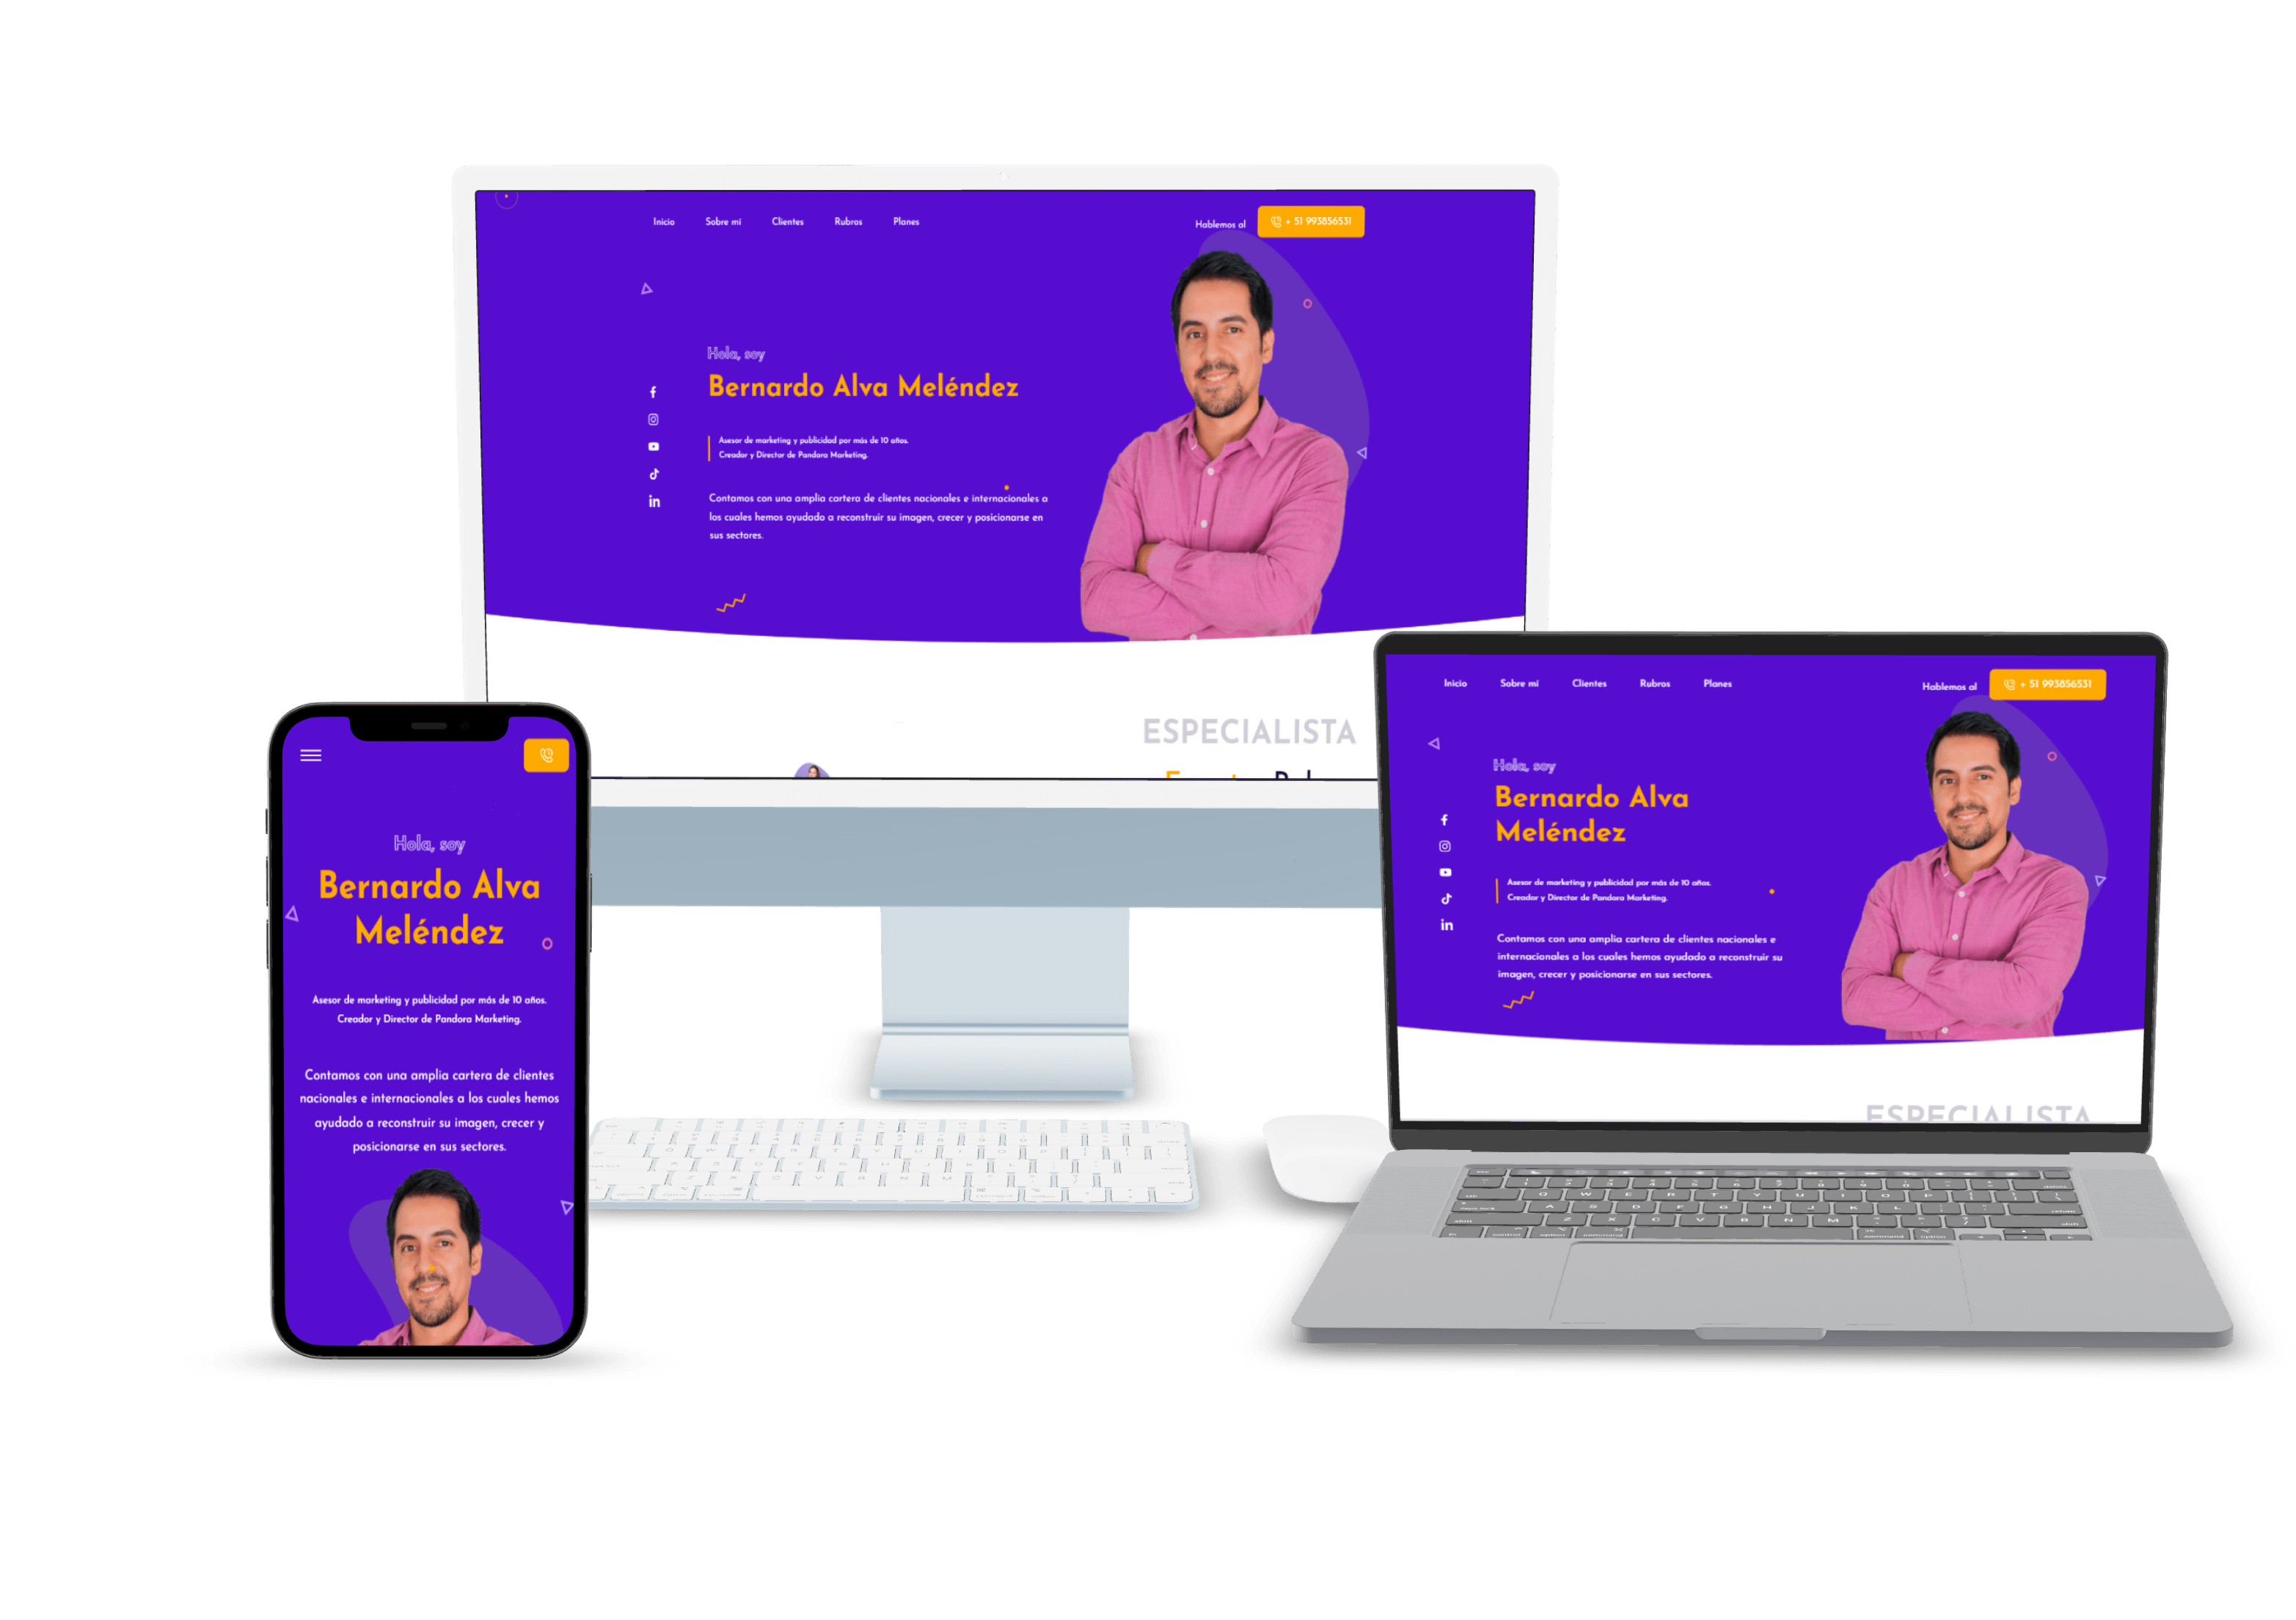 Inicio Sobre mí Clientes Rubros Planes
Hablemos al + 51 993856531
Hola, soy
Bernardo Alva Meléndez
Asesor de marketing y publicidad por más de 10 años.
Creador y Director de Pandora Marketing.
Contamos con una amplia cartera de clientes nacionales e internacionales a
los cuales hemos ayudado a reconstruir su imagen, crecer y posicionarse en
sus sectores.
ESPECIALISTA
Hola, soy
Bernardo Alva
Meléndez
Asesor de marketing y publicidad por más de 10 años.
Creador y Director de Pandora Marketing.
Contamos con una amplia cartera de clientes
nacionales e internacionales a los cuales hemos
ayudado a reconstruir su imagen, crecer y
posicionarse en sus sectores.
Inicio Sobre mí Clientes Rubros Planes
Hablemos al + 51 993856531
Hola, soy
Bernardo Alva
Meléndez
Asesor de marketing y publicidad por más de 10 años.
Creador y Director de Pandora Marketing.
Contamos con una amplia cartera de clientes nacionales e
internacionales a los cuales hemos ayudado a reconstruir su
imagen, crecer y posicionarse en sus sectores.
ESPECIALISTA